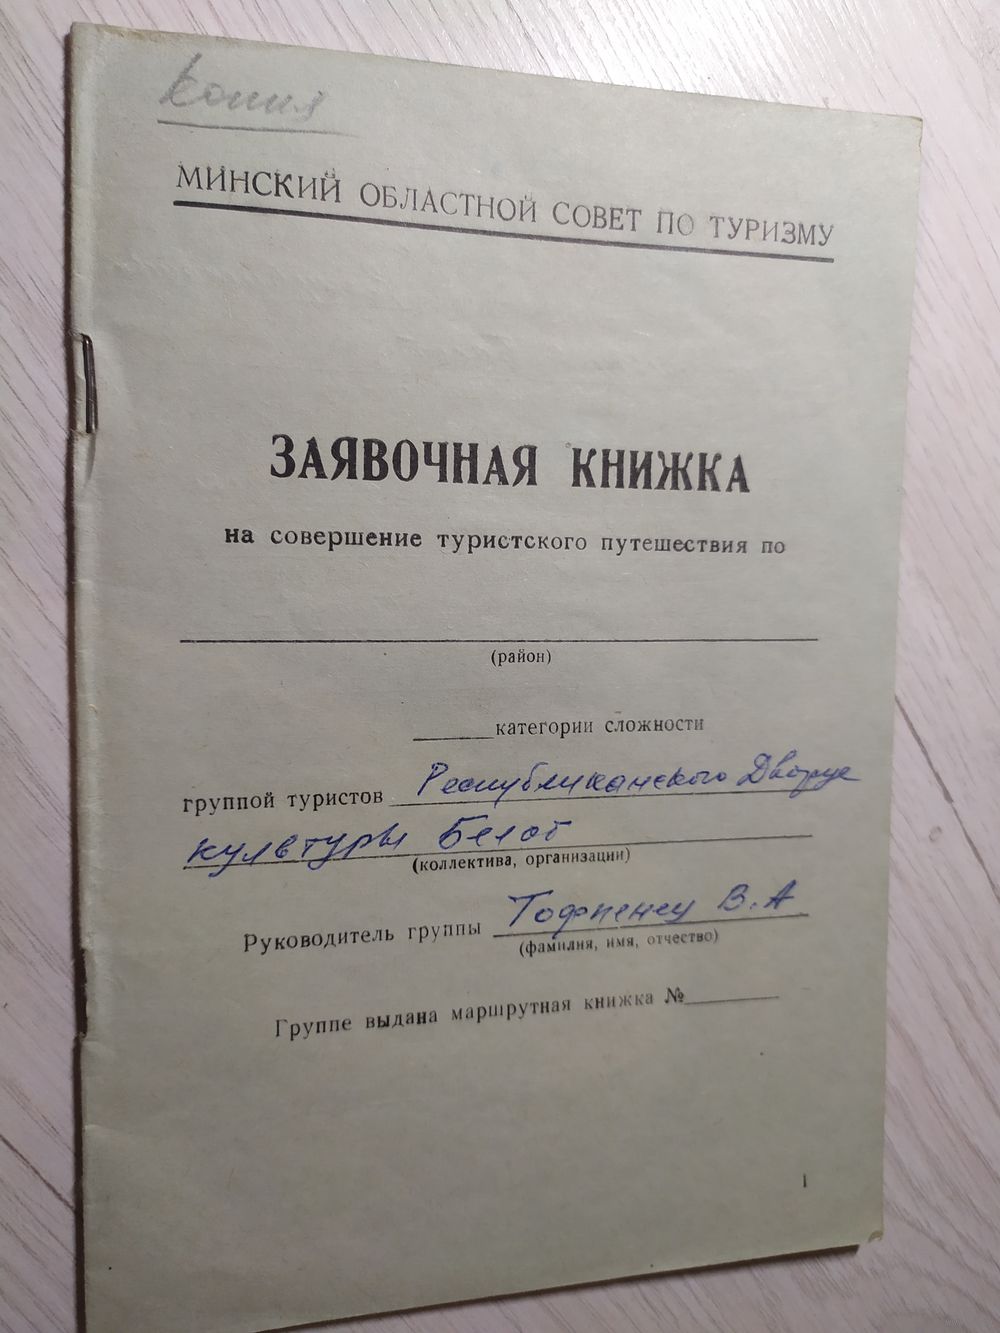 Копия
МИНСКИЙ ОБЛАСТНОЙ СОВЕТ ПО ТУРИЗМУ
ЗАЯВОЧНАЯ КНИЖКА
на совершение туристского путешествия по
(район)
категории сложности
группой туристов Республиканского Дворца
культуры Белог
(коллектива, организации)
Руководитель группы В.А
(фамилия, имя, отчество)
Группе выдана маршрутная книжка №
1